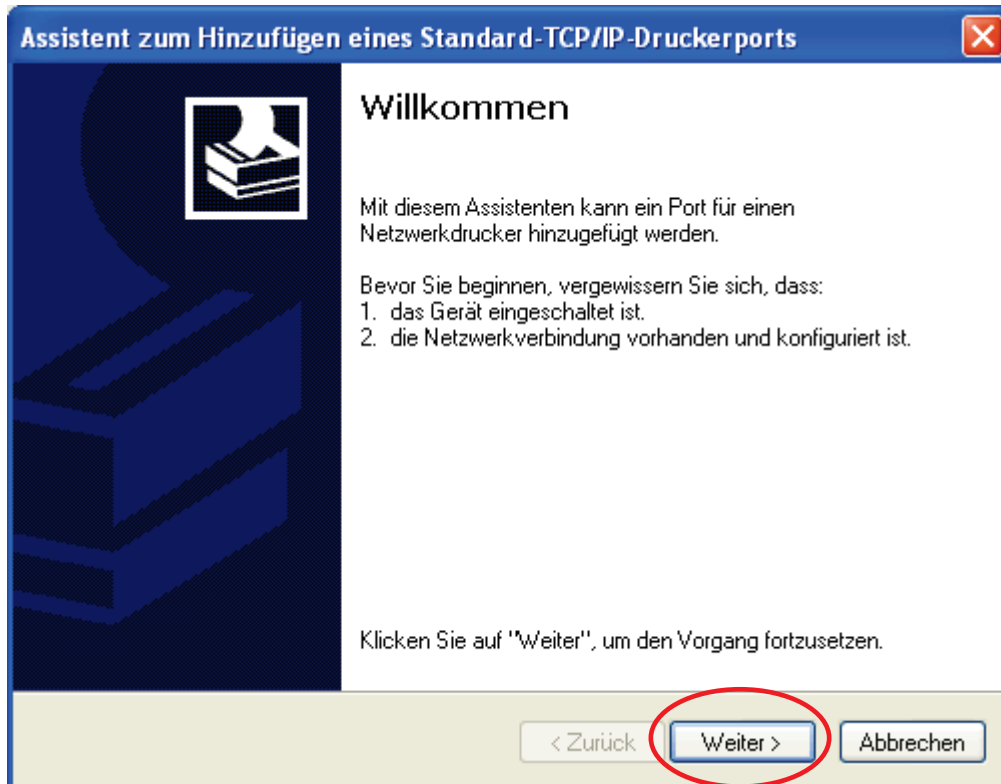 Assistent zum Hinzufügen eines Standard-TCP/IP-Druckerports
Willkommen
Mit diesem Assistenten kann ein Port für einen
Netzwerkdrucker hinzugefügt werden.
Bevor Sie beginnen, vergewissern Sie sich, dass:
1. das Gerät eingeschaltet ist.
2. die Netzwerkverbindung vorhanden und konfiguriert ist.
Klicken Sie auf "Weiter", um den Vorgang fortzusetzen.
< Zurück Weiter > Abbrechen